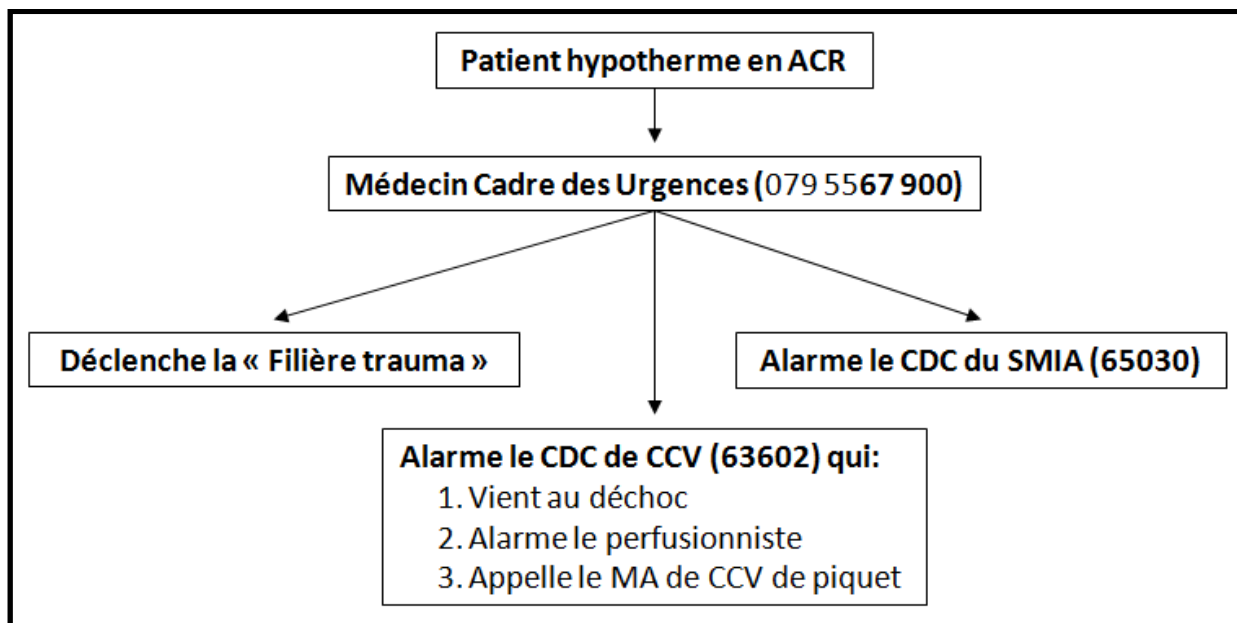 Patient hypotherme en ACR
Médecin Cadre des Urgences (079 5567 900)
Déclenche la « Filière trauma »
Alarme le CDC du SMIA (65030)
Alarme le CDC de CCV (63602) qui:
1. Vient au déchoc
2. Alarme le perfusionniste
3. Appelle le MA de CCV de piquet